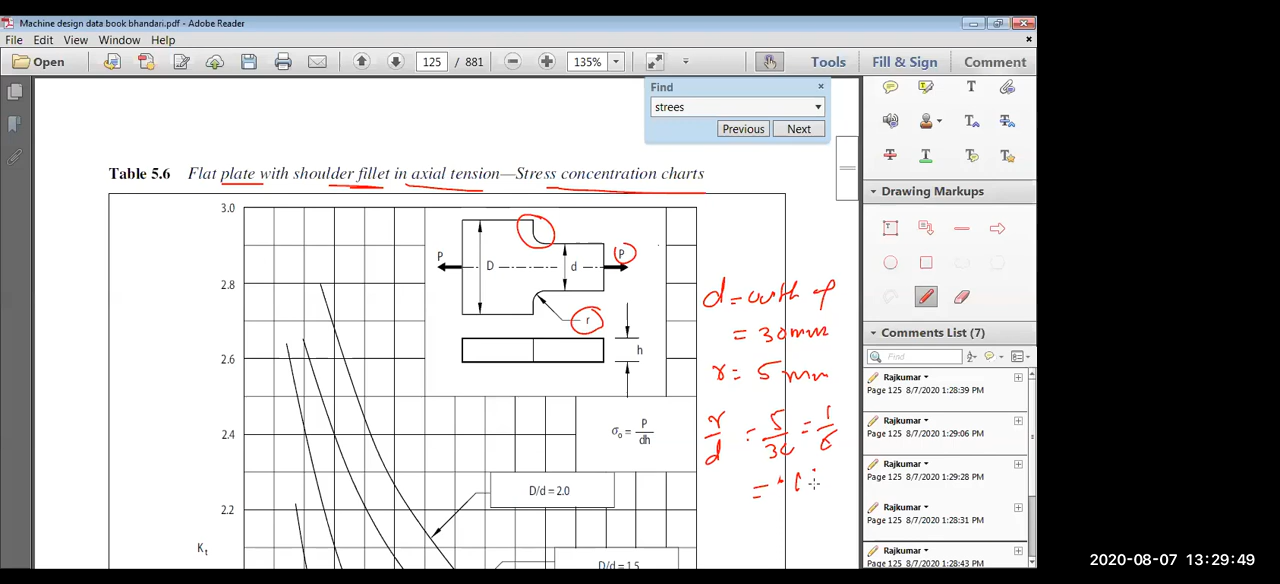 Machine design data book bhandari.pdf - Adobe Reader
File Edit View Window Help
Open 125 / 881 135% Tools Fill & Sign Comment
Find
strees
Previous Next
Table 5.6 Flat plate with shoulder fillet in axial tension—Stress concentration charts
3.0
2.8
2.6
2.4
2.2
Kt
P D d P
r
h
σo = P/dh
D/d = 2.0
D/d = 1.5
d =
= 30mm
r = 5mm
r/d = 5/30 = 1/6
=
T
Drawing Markups
Comments List (7)
Find
Rajkumar
Page 125 8/7/2020 1:28:39 PM
Rajkumar
Page 125 8/7/2020 1:29:06 PM
Rajkumar
Page 125 8/7/2020 1:29:28 PM
Rajkumar
Page 125 8/7/2020 1:28:31 PM
Rajkumar
Page 125 8/7/2020 1:28:43 PM
2020-08-07 13:29:49